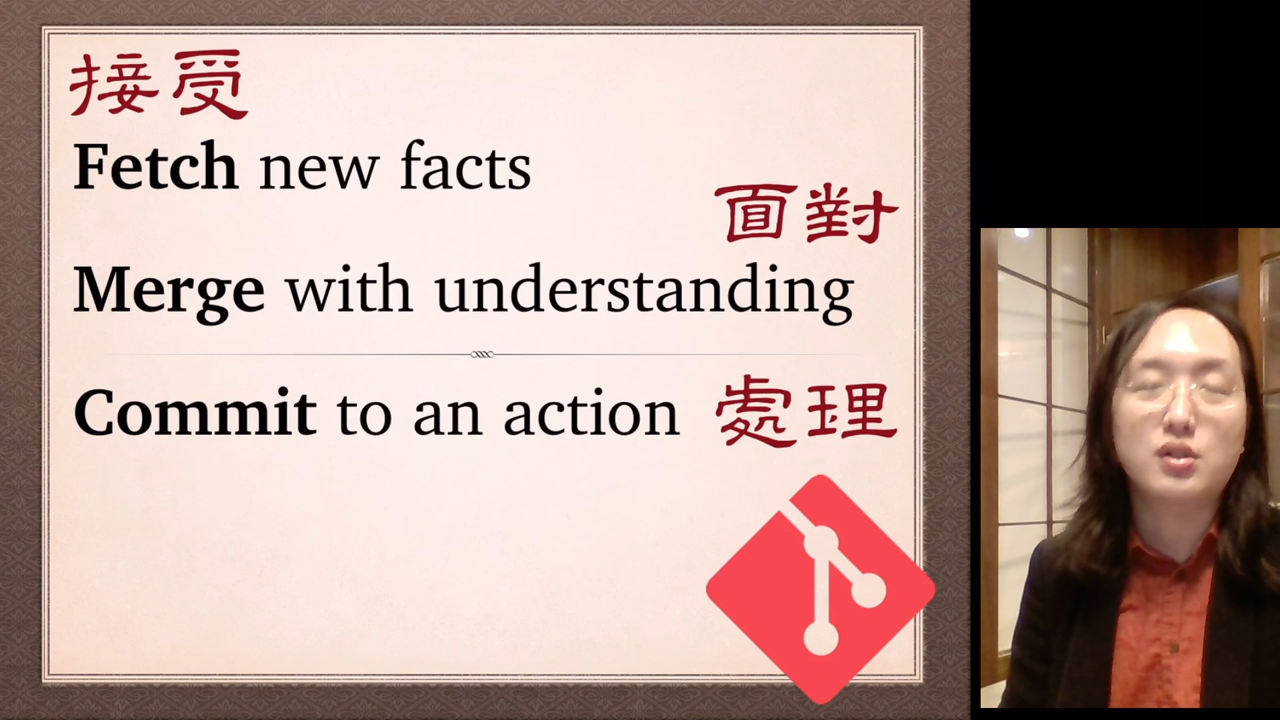 接受
Fetch new facts
面對
Merge with understanding
Commit to an action 處理